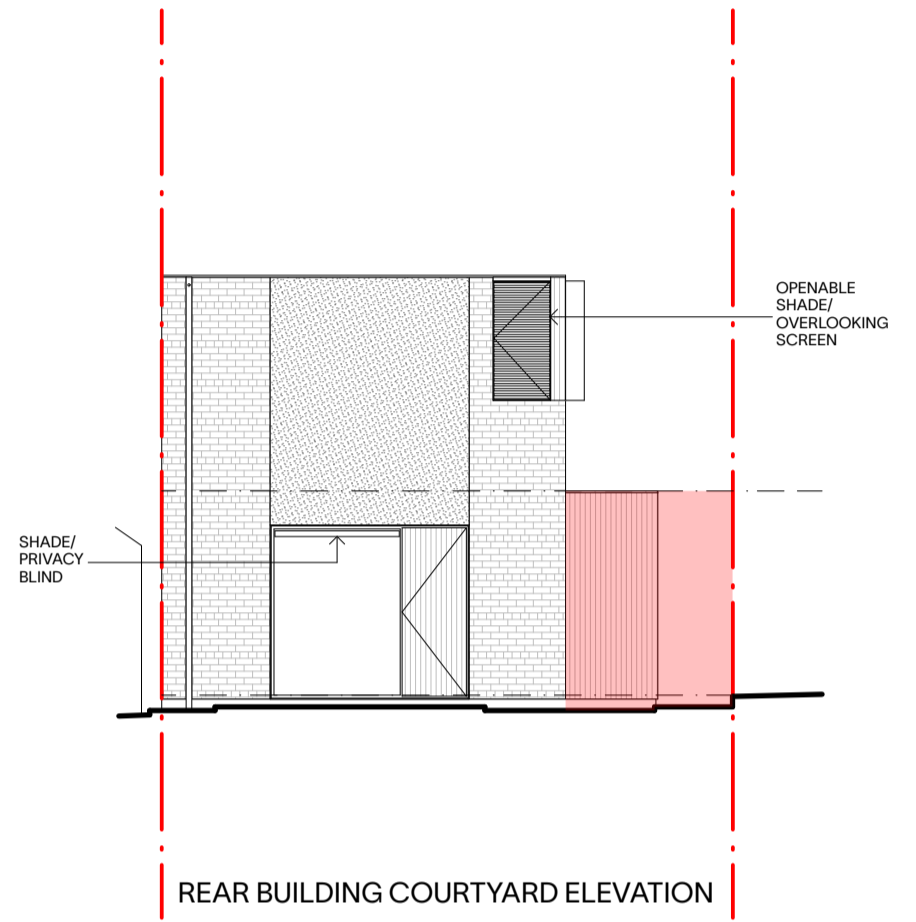 OPENABLE
SHADE/
OVERLOOKING
SCREEN
SHADE/
PRIVACY
BLIND
REAR BUILDING COURTYARD ELEVATION